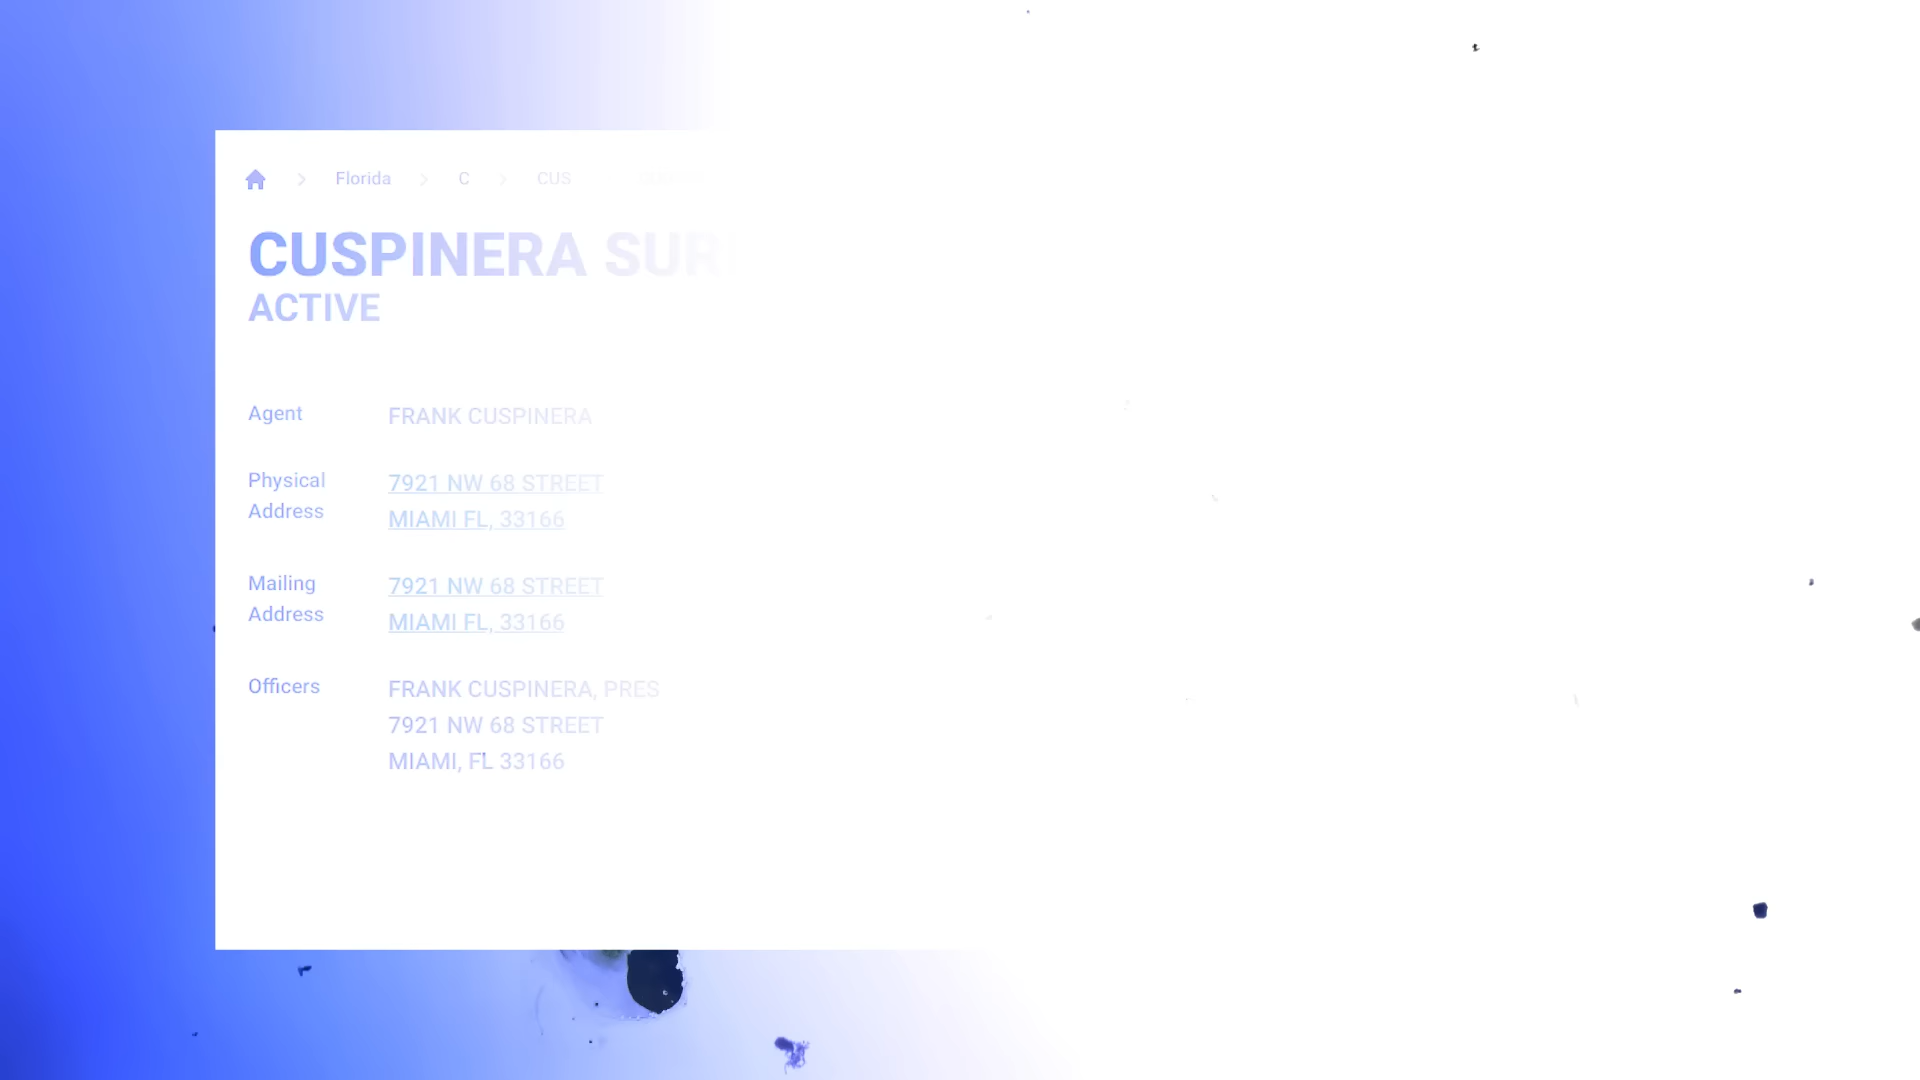 Florida > C > CUS
CUSPINERA
ACTIVE
Agent FRANK CUSPINERA
Physical Address
7921 NW 68 STREET
MIAMI FL, 33166
Mailing Address
7921 NW 68 STREET
MIAMI FL, 33166
Officers FRANK CUSPINERA, PRES
7921 NW 68 STREET
MIAMI, FL 33166